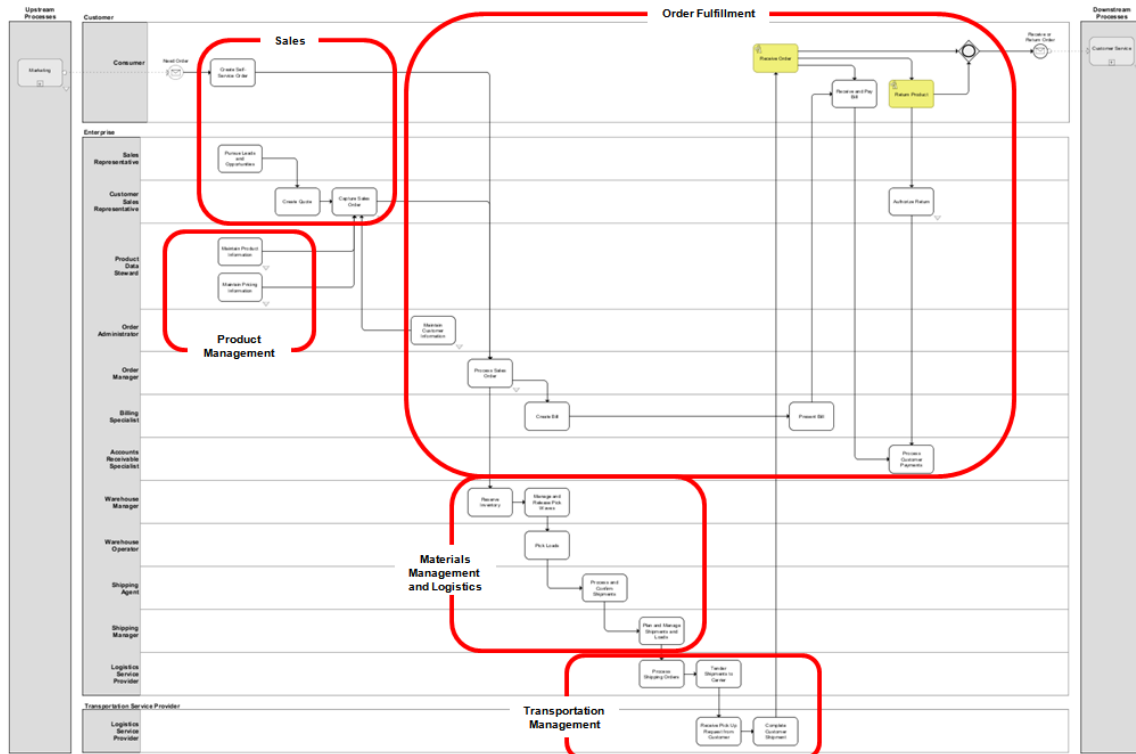 Upstream
Processes
Downstream
Processes
Customer
Order Fulfillment
Sales
Consumer
Marketing
Need Order
Create Self-
Service Order
Receive Order
Receive and Pay
Bill
Return Product
Receive or
Return Order
Customer Service
Enterprise
Sales
Representative
Pursue Leads
and
Opportunities
Customer
Sales
Representative
Create Quote
Capture Sales
Order
Authorize Return
Product
Data
Steward
Maintain Product
Information
Maintain Pricing
Information
Product
Management
Order
Administrator
Maintain
Customer
Information
Order
Manager
Process Sales
Order
Billing
Specialist
Create Bill
Present Bill
Accounts
Receivable
Specialist
Process
Customer
Payments
Warehouse
Manager
Inventory
Manage and
Release Pick
Waves
Warehouse
Operator
Pick Loads
Materials
Management
and Logistics
Shipping
Agent
Process and
Confirm
Shipments
Shipping
Manager
Plan and Manage
Shipments and
Loads
Logistics
Service
Provider
Process
Shipping Orders
Tender
Shipments to
Carrier
Transportation Service Provider
Transportation
Management
Logistics
Service
Provider
Receive Pick Up
Request from
Customer
Complete
Customer
Shipment